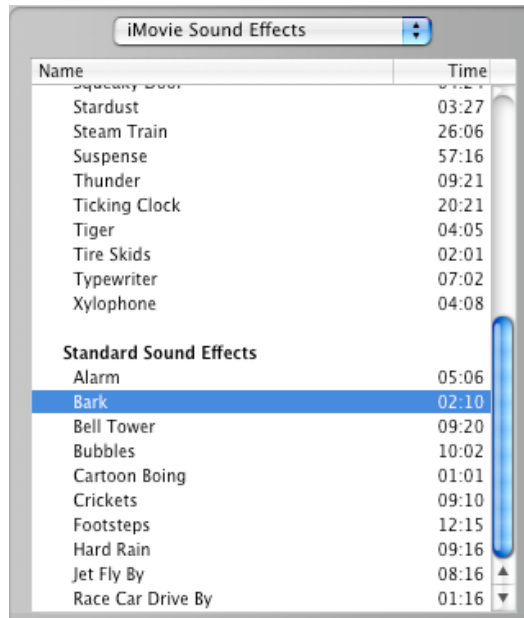 iMovie Sound Effects
Name Time
Stardust 03:27
Steam Train 26:06
Suspense 57:16
Thunder 09:21
Ticking Clock 20:21
Tiger 04:05
Tire Skids 02:01
Typewriter 07:02
Xylophone 04:08
Standard Sound Effects
Alarm 05:06
Bark 02:10
Bell Tower 09:20
Bubbles 10:02
Cartoon Boing 01:01
Crickets 09:10
Footsteps 12:15
Hard Rain 09:16
Jet Fly By 08:16
Race Car Drive By 01:16